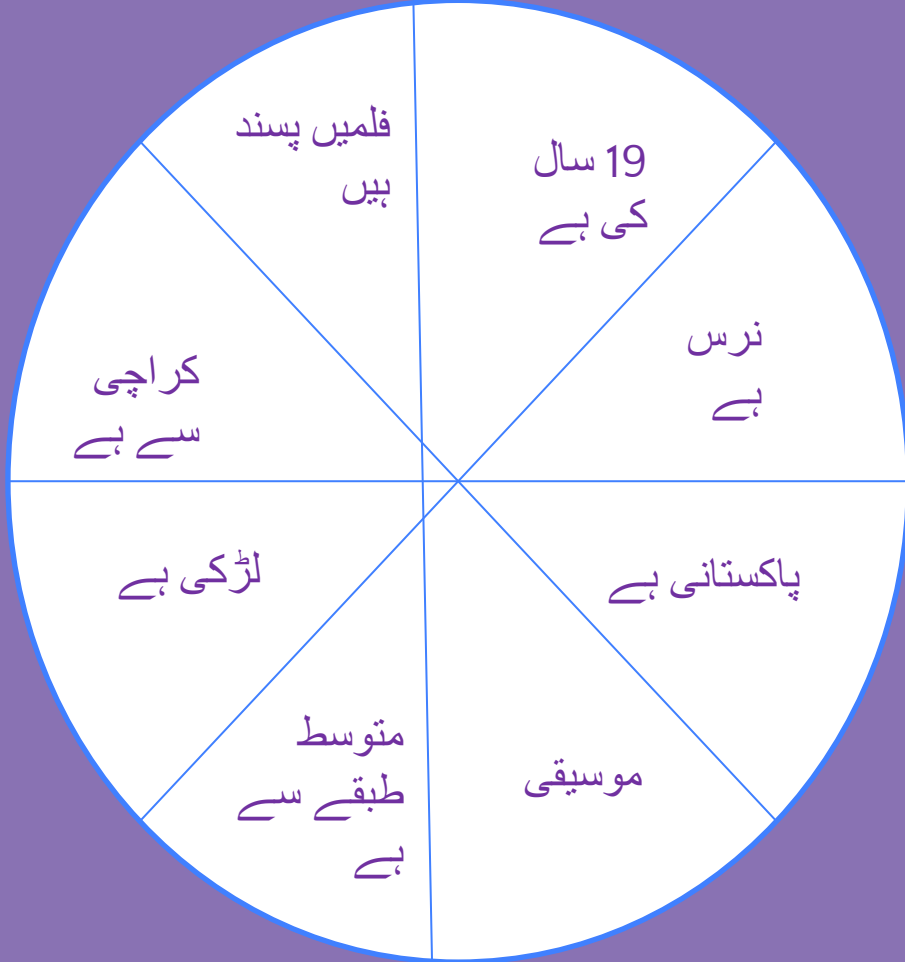 فلمیں پسند
ہیں
19 سال
کی ہے
نرس
ہے
کراچی
سے ہے
پاکستانی ہے
لڑکی ہے
متوسط
طبقے سے
ہے
موسیقی